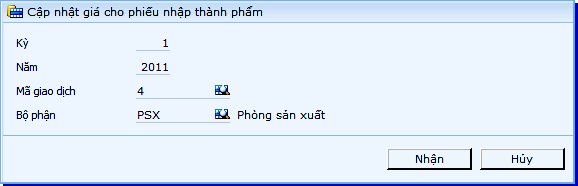 Cập nhật giá cho phiếu nhập thành phẩm
Kỳ 1
Năm 2011
Mã giao dịch 4
Bộ phận PSX Phòng sản xuất
Nhận Hủy